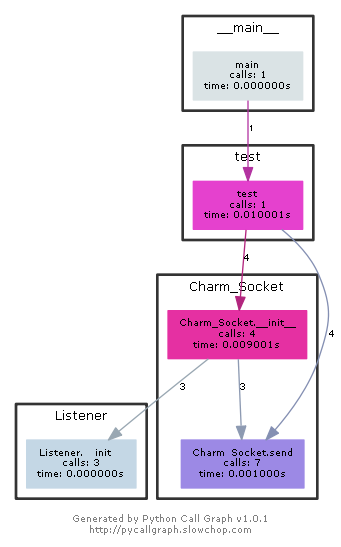 __main__
main
calls: 1
time: 0.000000s
1
test
test
calls: 1
time: 0.010001s
4
Charm_Socket
Charm_Socket.__init__
calls: 4
time: 0.009001s
4
3
3
Listener
Listener.__init__
calls: 3
time: 0.000000s
Charm_Socket.send
calls: 7
time: 0.001000s
Generated by Python Call Graph v1.0.1
http://pycallgraph.slowchop.com